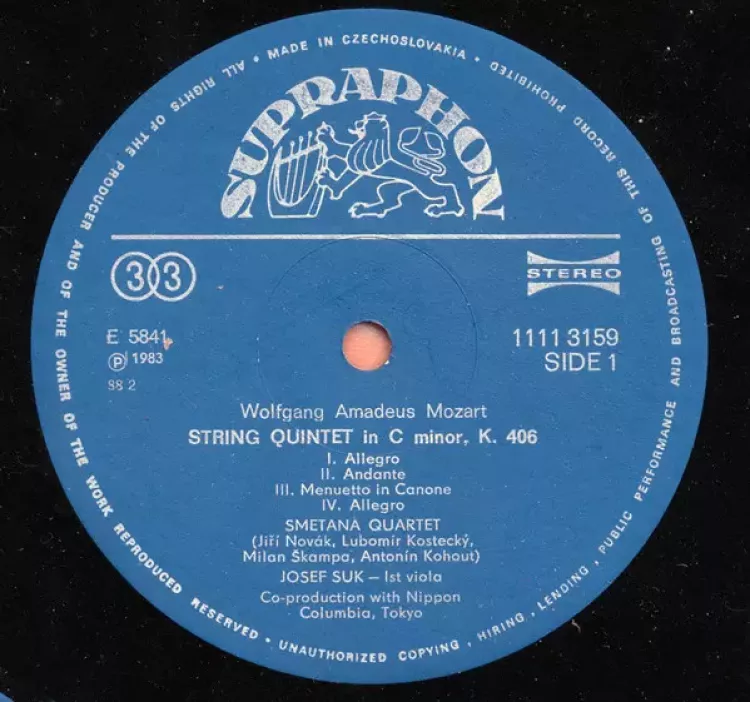 • MADE IN CZECHOSLOVAKIA •
PROHIBITED
ALL RIGHTS OF THE PRODUCER AND OF THE OWNER OF THE WORK REPRODUCED RESERVED • UNAUTHORIZED COPYING, HIRING, LENDING, PUBLIC PERFORMANCE AND BROADCASTING OF THIS RECORD
SUPRAPHON
33
STEREO
E 5841
1111 3159
Ⓟ 1983
SIDE 1
88 2
Wolfgang Amadeus Mozart
STRING QUINTET in C minor, K. 406
I. Allegro
II. Andante
III. Menuetto in Canone
IV. Allegro
SMETANA QUARTET
(Jiří Novák, Lubomír Kostecký,
Milan Škampa, Antonín Kohout)
JOSEF SUK – Ist viola
Co-production with Nippon
Columbia, Tokyo